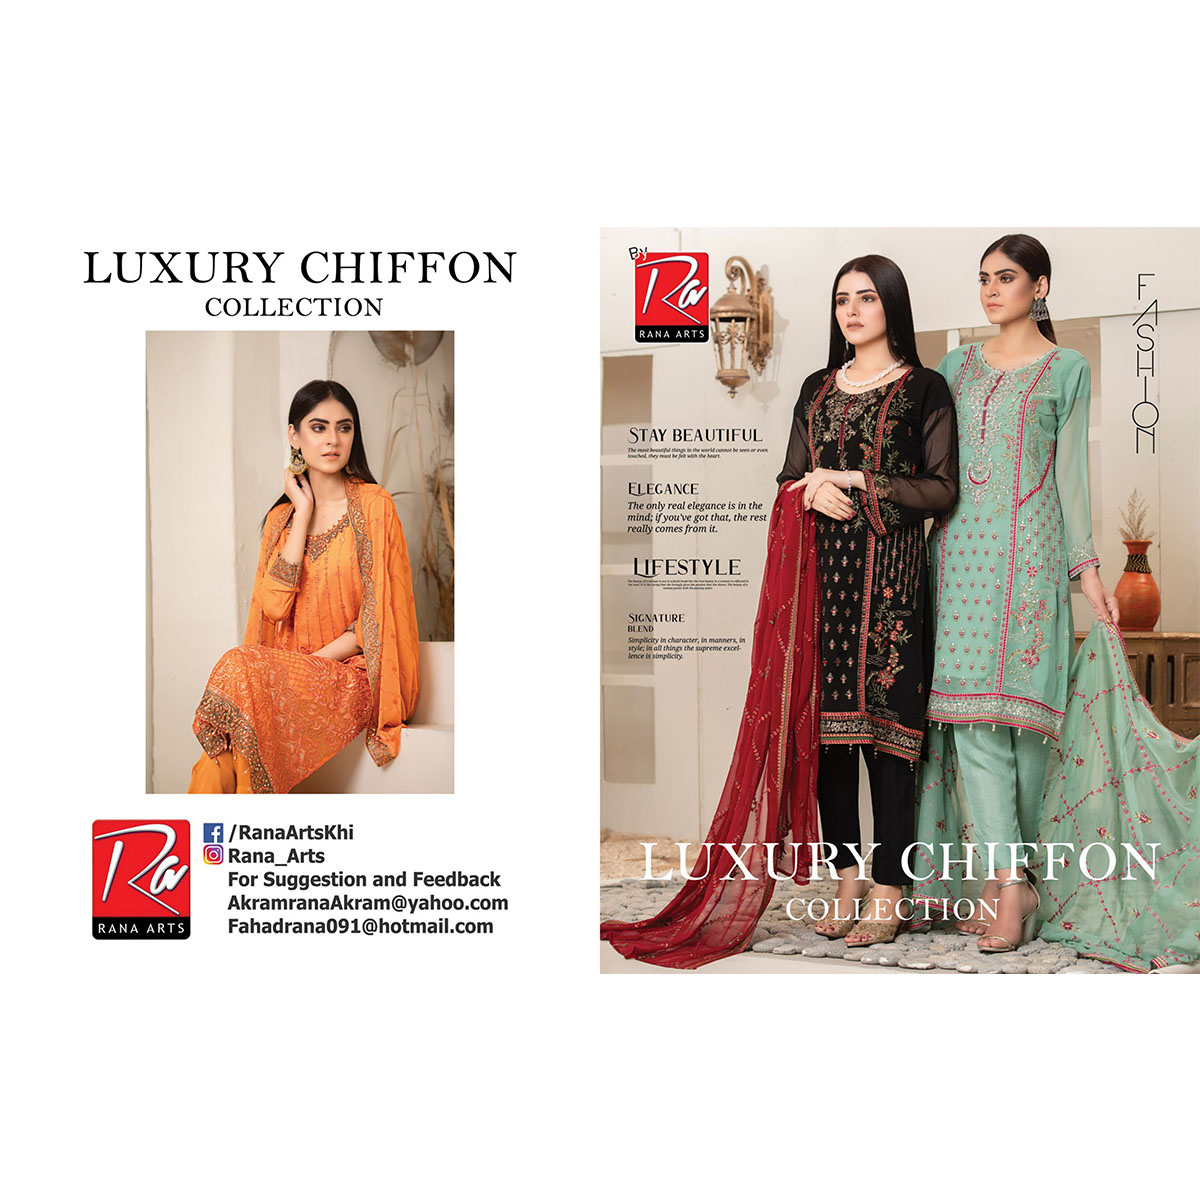 LUXURY CHIFFON
COLLECTION
Ra
RANA ARTS
/RanaArtsKhi
Rana_Arts
For Suggestion and Feedback
AkramranaAkram@yahoo.com
Fahadrana091@hotmail.com
By
Ra
RANA ARTS
FASHION
STAY BEAUTIFUL
The most beautiful things in the world cannot be seen or even
touched, they must be felt with the heart.
ELEGANCE
The only real elegance is in the
mind; if you've got that, the rest
really comes from it.
LIFESTYLE
SIGNATURE
BLEND
Simplicity in character, in manners, in
style; in all things the supreme excel-
lence is simplicity.
LUXURY CHIFFON
COLLECTION